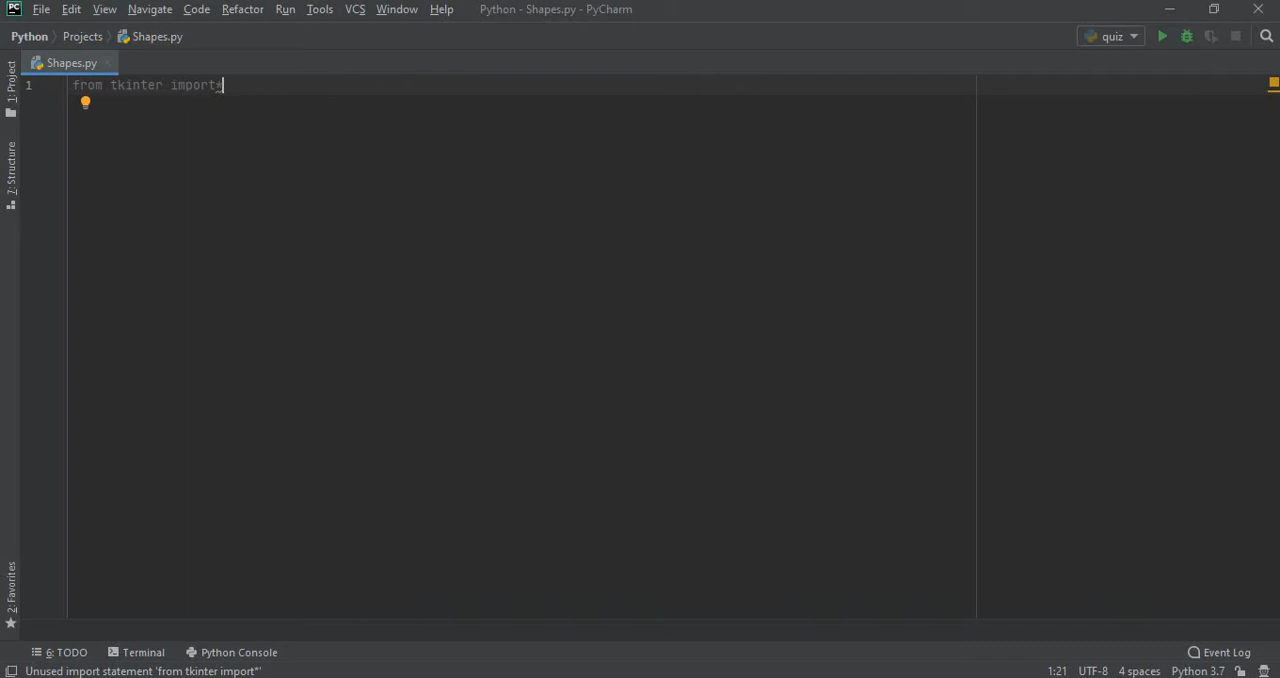 PC File Edit View Navigate Code Refactor Run Tools VCS Window Help Python - Shapes.py - PyCharm
Python Projects Shapes.py quiz
1: Project
Shapes.py
1 from tkinter import*
7: Structure
2: Favorites
6: TODO Terminal Python Console Event Log
Unused import statement 'from tkinter import*' 1:21 UTF-8 4 spaces Python 3.7